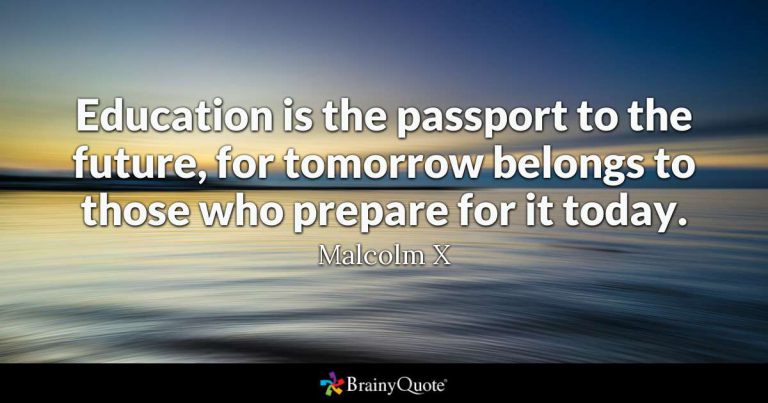 Education is the passport to the
future, for tomorrow belongs to
those who prepare for it today.
Malcolm X
BrainyQuote®